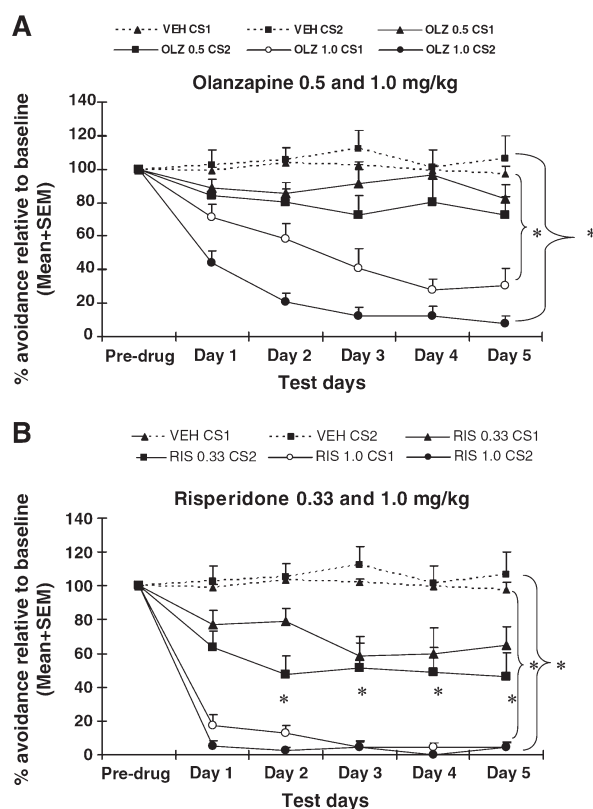 A
VEH CS1 VEH CS2 OLZ 0.5 CS1
OLZ 0.5 CS2 OLZ 1.0 CS1 OLZ 1.0 CS2
Olanzapine 0.5 and 1.0 mg/kg
% avoidance relative to baseline
(Mean+SEM)
140
120
100
80
60
40
20
0
* *
Pre-drug Day 1 Day 2 Day 3 Day 4 Day 5
Test days
B
VEH CS1 VEH CS2 RIS 0.33 CS1
RIS 0.33 CS2 RIS 1.0 CS1 RIS 1.0 CS2
Risperidone 0.33 and 1.0 mg/kg
% avoidance relative to baseline
(Mean+SEM)
140
120
100
80
60
40
20
0
* *
* * * *
Pre-drug Day 1 Day 2 Day 3 Day 4 Day 5
Test days